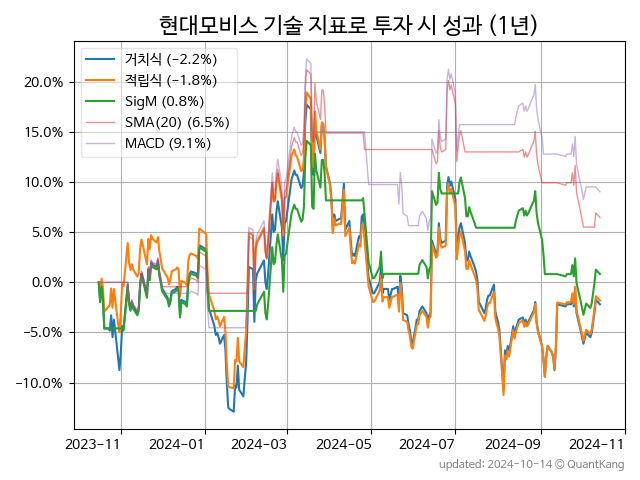 현대모비스 기술 지표로 투자 시 성과 (1년)
거치식 (−2.2%)
적립식 (−1.8%)
SigM (0.8%)
SMA(20) (6.5%)
MACD (9.1%)
20.0%
15.0%
10.0%
5.0%
0.0%
−5.0%
−10.0%
2023-11 2024-01 2024-03 2024-05 2024-07 2024-09 2024-11
updated: 2024-10-14 © QuantKang